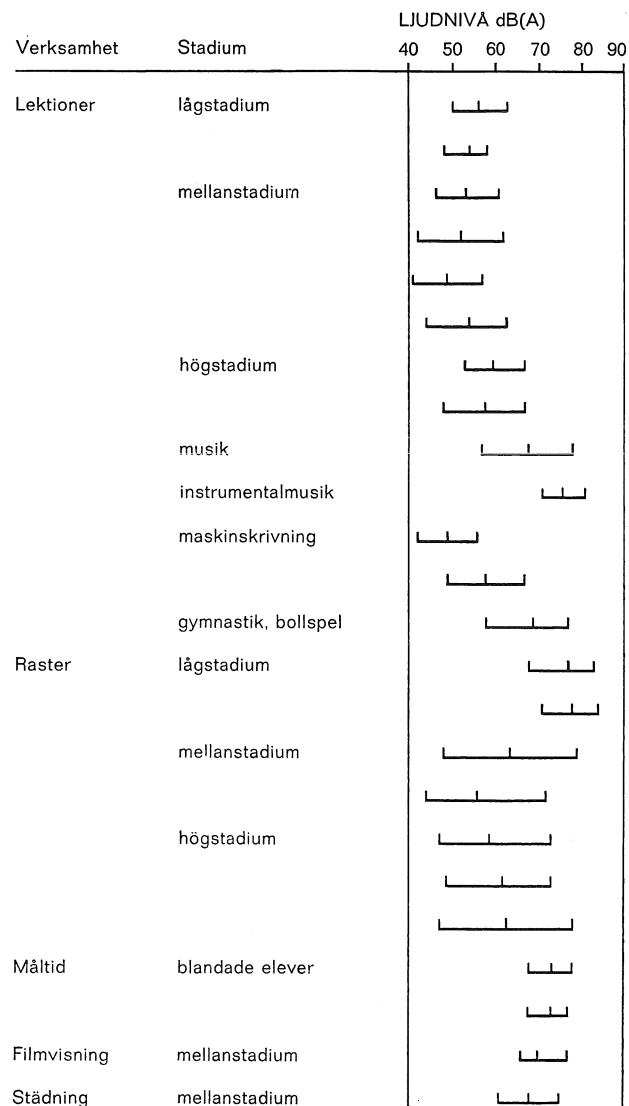 LJUDNIVÅ dB(A)
Verksamhet Stadium 40 50 60 70 80 90
Lektioner lågstadium
mellanstadium
högstadium
musik
instrumentalmusik
maskinskrivning
gymnastik, bollspel
Raster lågstadium
mellanstadium
högstadium
Måltid blandade elever
Filmvisning mellanstadium
Städning mellanstadium